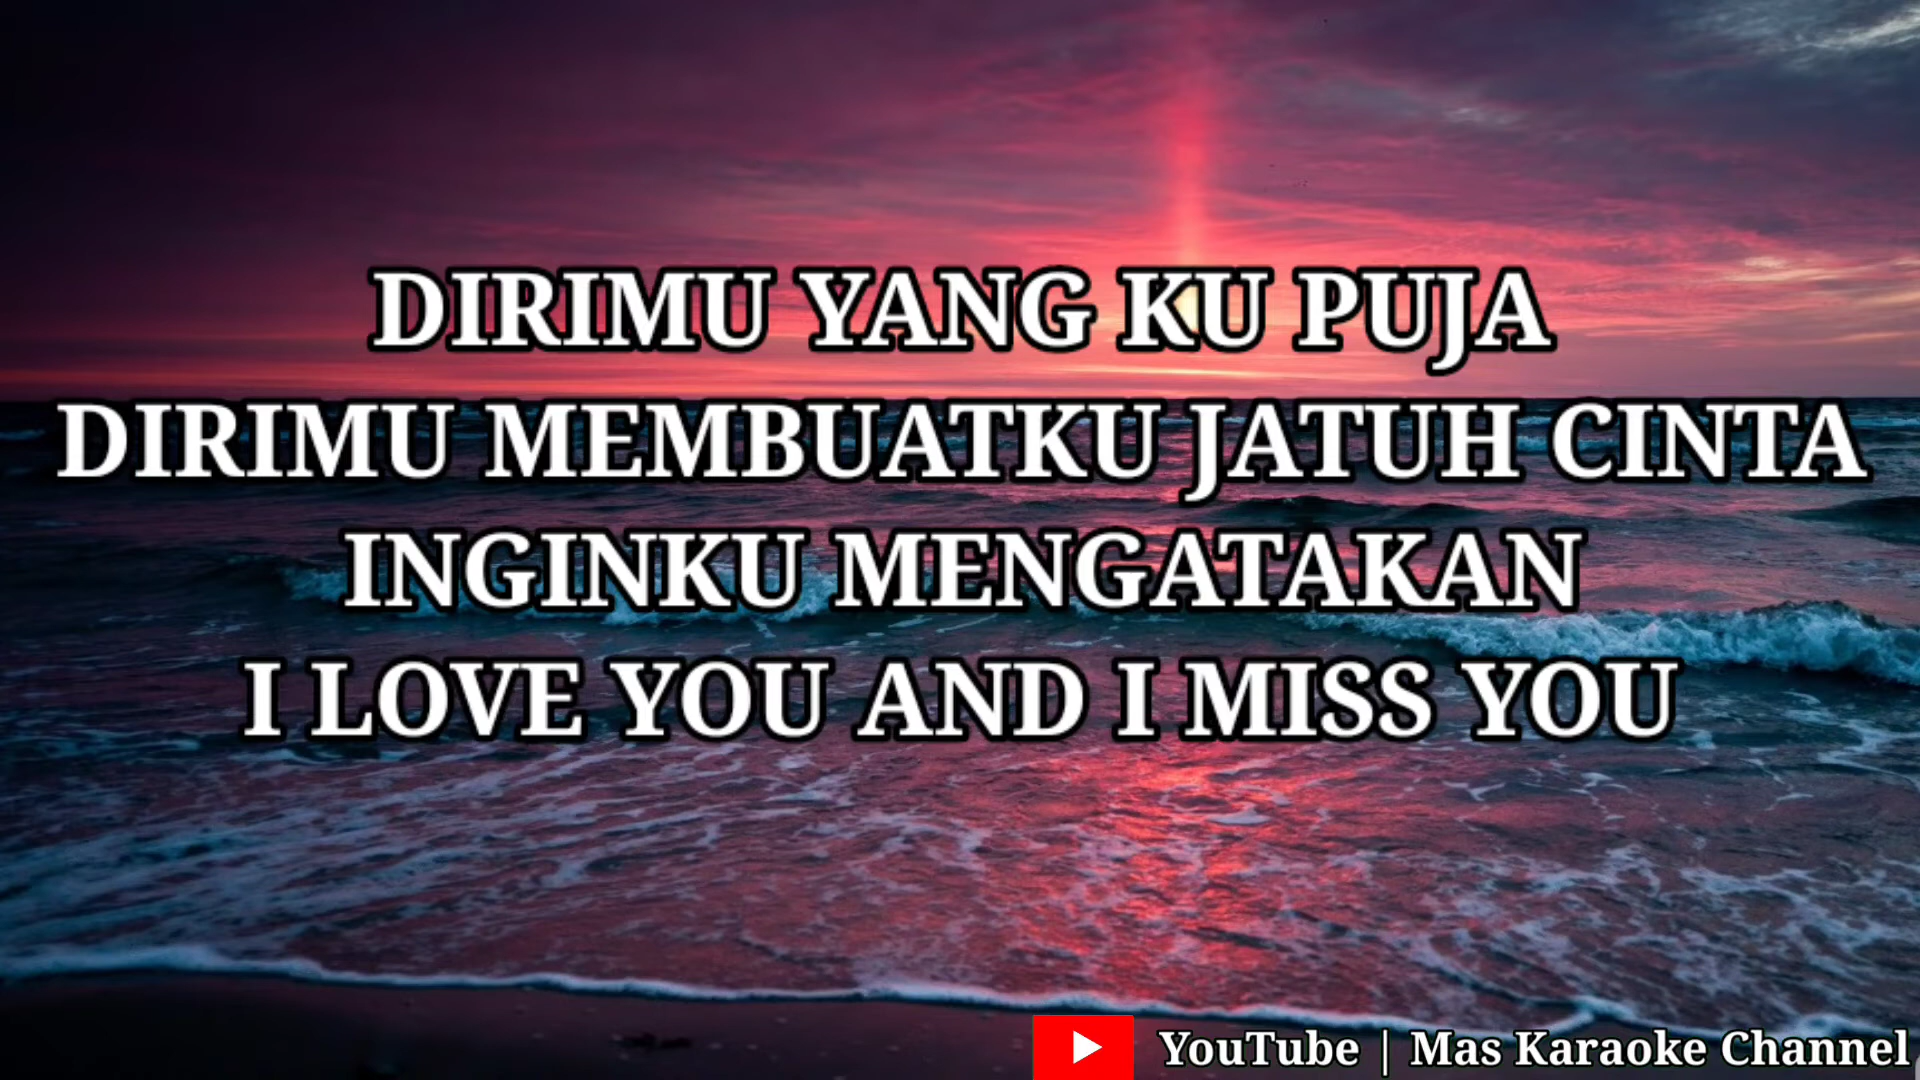 DIRIMU YANG KU PUJA
DIRIMU MEMBUATKU JATUH CINTA
INGINKU MENGATAKAN
I LOVE YOU AND I MISS YOU
YouTube | Mas Karaoke Channel